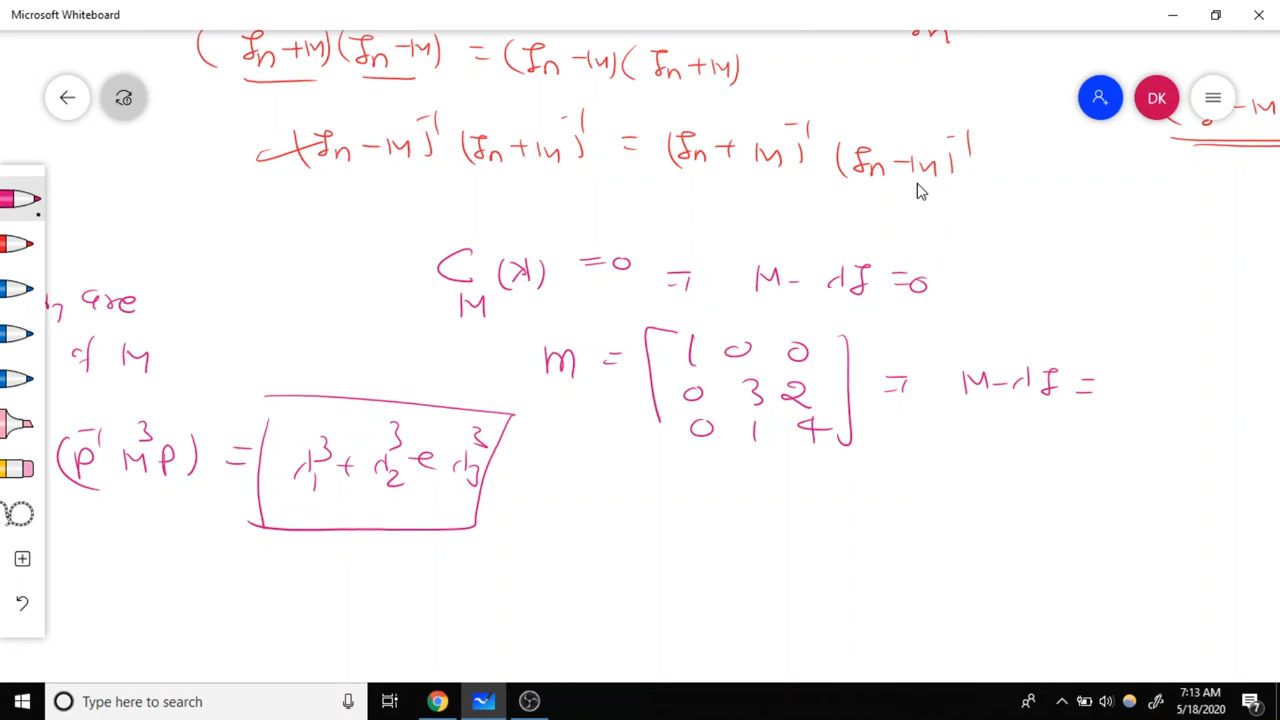 Microsoft Whiteboard
(In+M)(In-M) = (In-M)(In+M)
DK
(In-M)⁻¹ (In+M)⁻¹ = (In+M)⁻¹ (In-M)⁻¹
C_M(λ) = 0 ⇒ M-λI = 0
are
of M
M = [1 0 0
0 3 2
0 1 4] ⇒ M-λI =
(P⁻¹ M³ P) = λ₁³ + λ₂³ + λ₃³
Type here to search
7:13 AM
5/18/2020
7